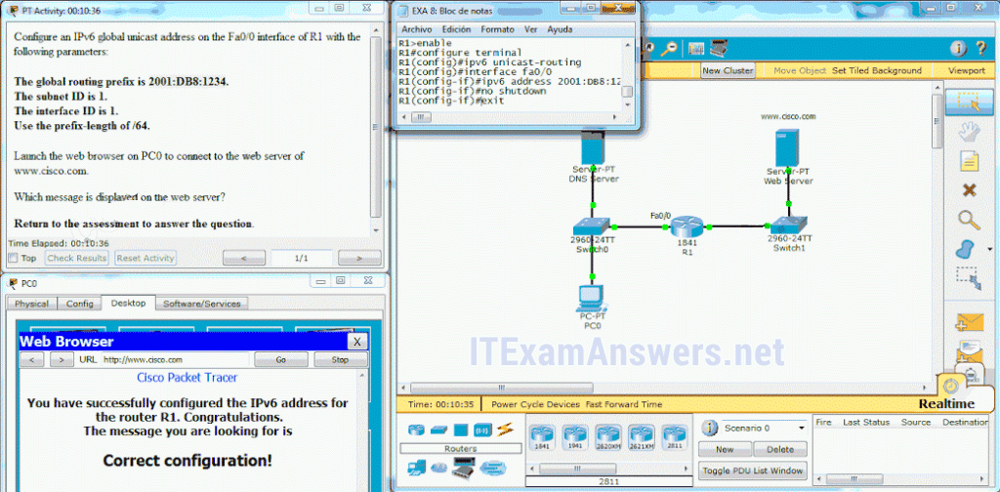 PT Activity: 00:10:36
Configure an IPv6 global unicast address on the Fa0/0 interface of R1 with the
following parameters:
The global routing prefix is 2001:DB8:1234.
The subnet ID is 1.
The interface ID is 1.
Use the prefix-length of /64.
Launch the web browser on PC0 to connect to the web server of
www.cisco.com.
Which message is displayed on the web server?
Return to the assessment to answer the question.
Time Elapsed: 00:10:36
Top
Check Results
Reset Activity
<
1/1
>
EXA 8: Bloc de notas
Archivo Edición Formato Ver Ayuda
R1>enable
R1#configure terminal
R1(config)#ipv6 unicast-routing
R1(config)#interface fa0/0
R1(config-if)#ipv6 address 2001:DB8:12
R1(config-if)#no shutdown
R1(config-if)#exit
New Cluster
Move Object
Set Tiled Background
Viewport
www.cisco.com
Server-PT
DNS Server
Server-PT
Web Server
Fa0/0
2960-24TT
Switch0
1841
R1
2960-24TT
Switch1
PC-PT
PC0
ITExamAnswers.net
PC0
Physical
Config
Desktop
Software/Services
Web Browser
X
<
>
URL
http://www.cisco.com
Go
Stop
Cisco Packet Tracer
You have successfully configured the IPv6 address for
the router R1. Congratulations.
The message you are looking for is
Correct configuration!
Time: 00:10:35
Power Cycle Devices
Fast Forward Time
Realtime
Routers
1841
1941
2620XM
2621XM
2811
2811
Scenario 0
New
Delete
Toggle PDU List Window
Fire
Last Status
Source
Destination